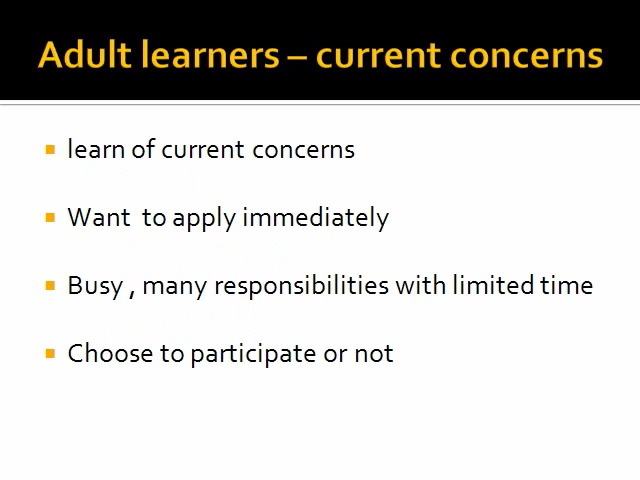 Adult learners – current concerns
learn of current concerns
Want  to apply immediately
Busy , many responsibilities with limited time
Choose to participate or not